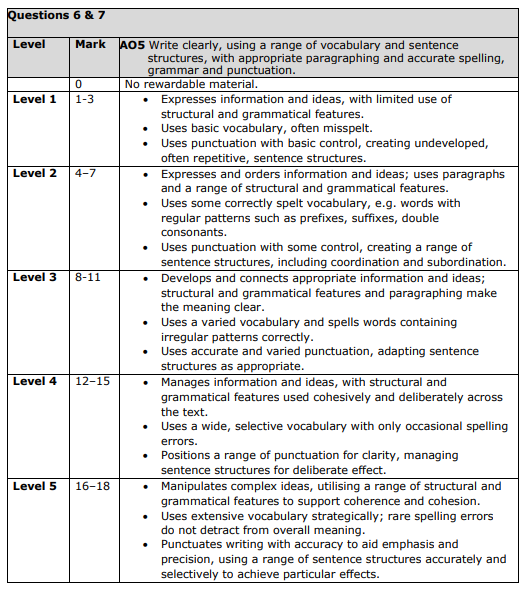 Questions 6 & 7
Level Mark AO5 Write clearly, using a range of vocabulary and sentence
structures, with appropriate paragraphing and accurate spelling,
grammar and punctuation.
0 No rewardable material.
Level 1 1-3 • Expresses information and ideas, with limited use of
structural and grammatical features.
• Uses basic vocabulary, often misspelt.
• Uses punctuation with basic control, creating undeveloped,
often repetitive, sentence structures.
Level 2 4–7 • Expresses and orders information and ideas; uses paragraphs
and a range of structural and grammatical features.
• Uses some correctly spelt vocabulary, e.g. words with
regular patterns such as prefixes, suffixes, double
consonants.
• Uses punctuation with some control, creating a range of
sentence structures, including coordination and subordination.
Level 3 8-11 • Develops and connects appropriate information and ideas;
structural and grammatical features and paragraphing make
the meaning clear.
• Uses a varied vocabulary and spells words containing
irregular patterns correctly.
• Uses accurate and varied punctuation, adapting sentence
structures as appropriate.
Level 4 12–15 • Manages information and ideas, with structural and
grammatical features used cohesively and deliberately across
the text.
• Uses a wide, selective vocabulary with only occasional spelling
errors.
• Positions a range of punctuation for clarity, managing
sentence structures for deliberate effect.
Level 5 16–18 • Manipulates complex ideas, utilising a range of structural and
grammatical features to support coherence and cohesion.
• Uses extensive vocabulary strategically; rare spelling errors
do not detract from overall meaning.
• Punctuates writing with accuracy to aid emphasis and
precision, using a range of sentence structures accurately and
selectively to achieve particular effects.